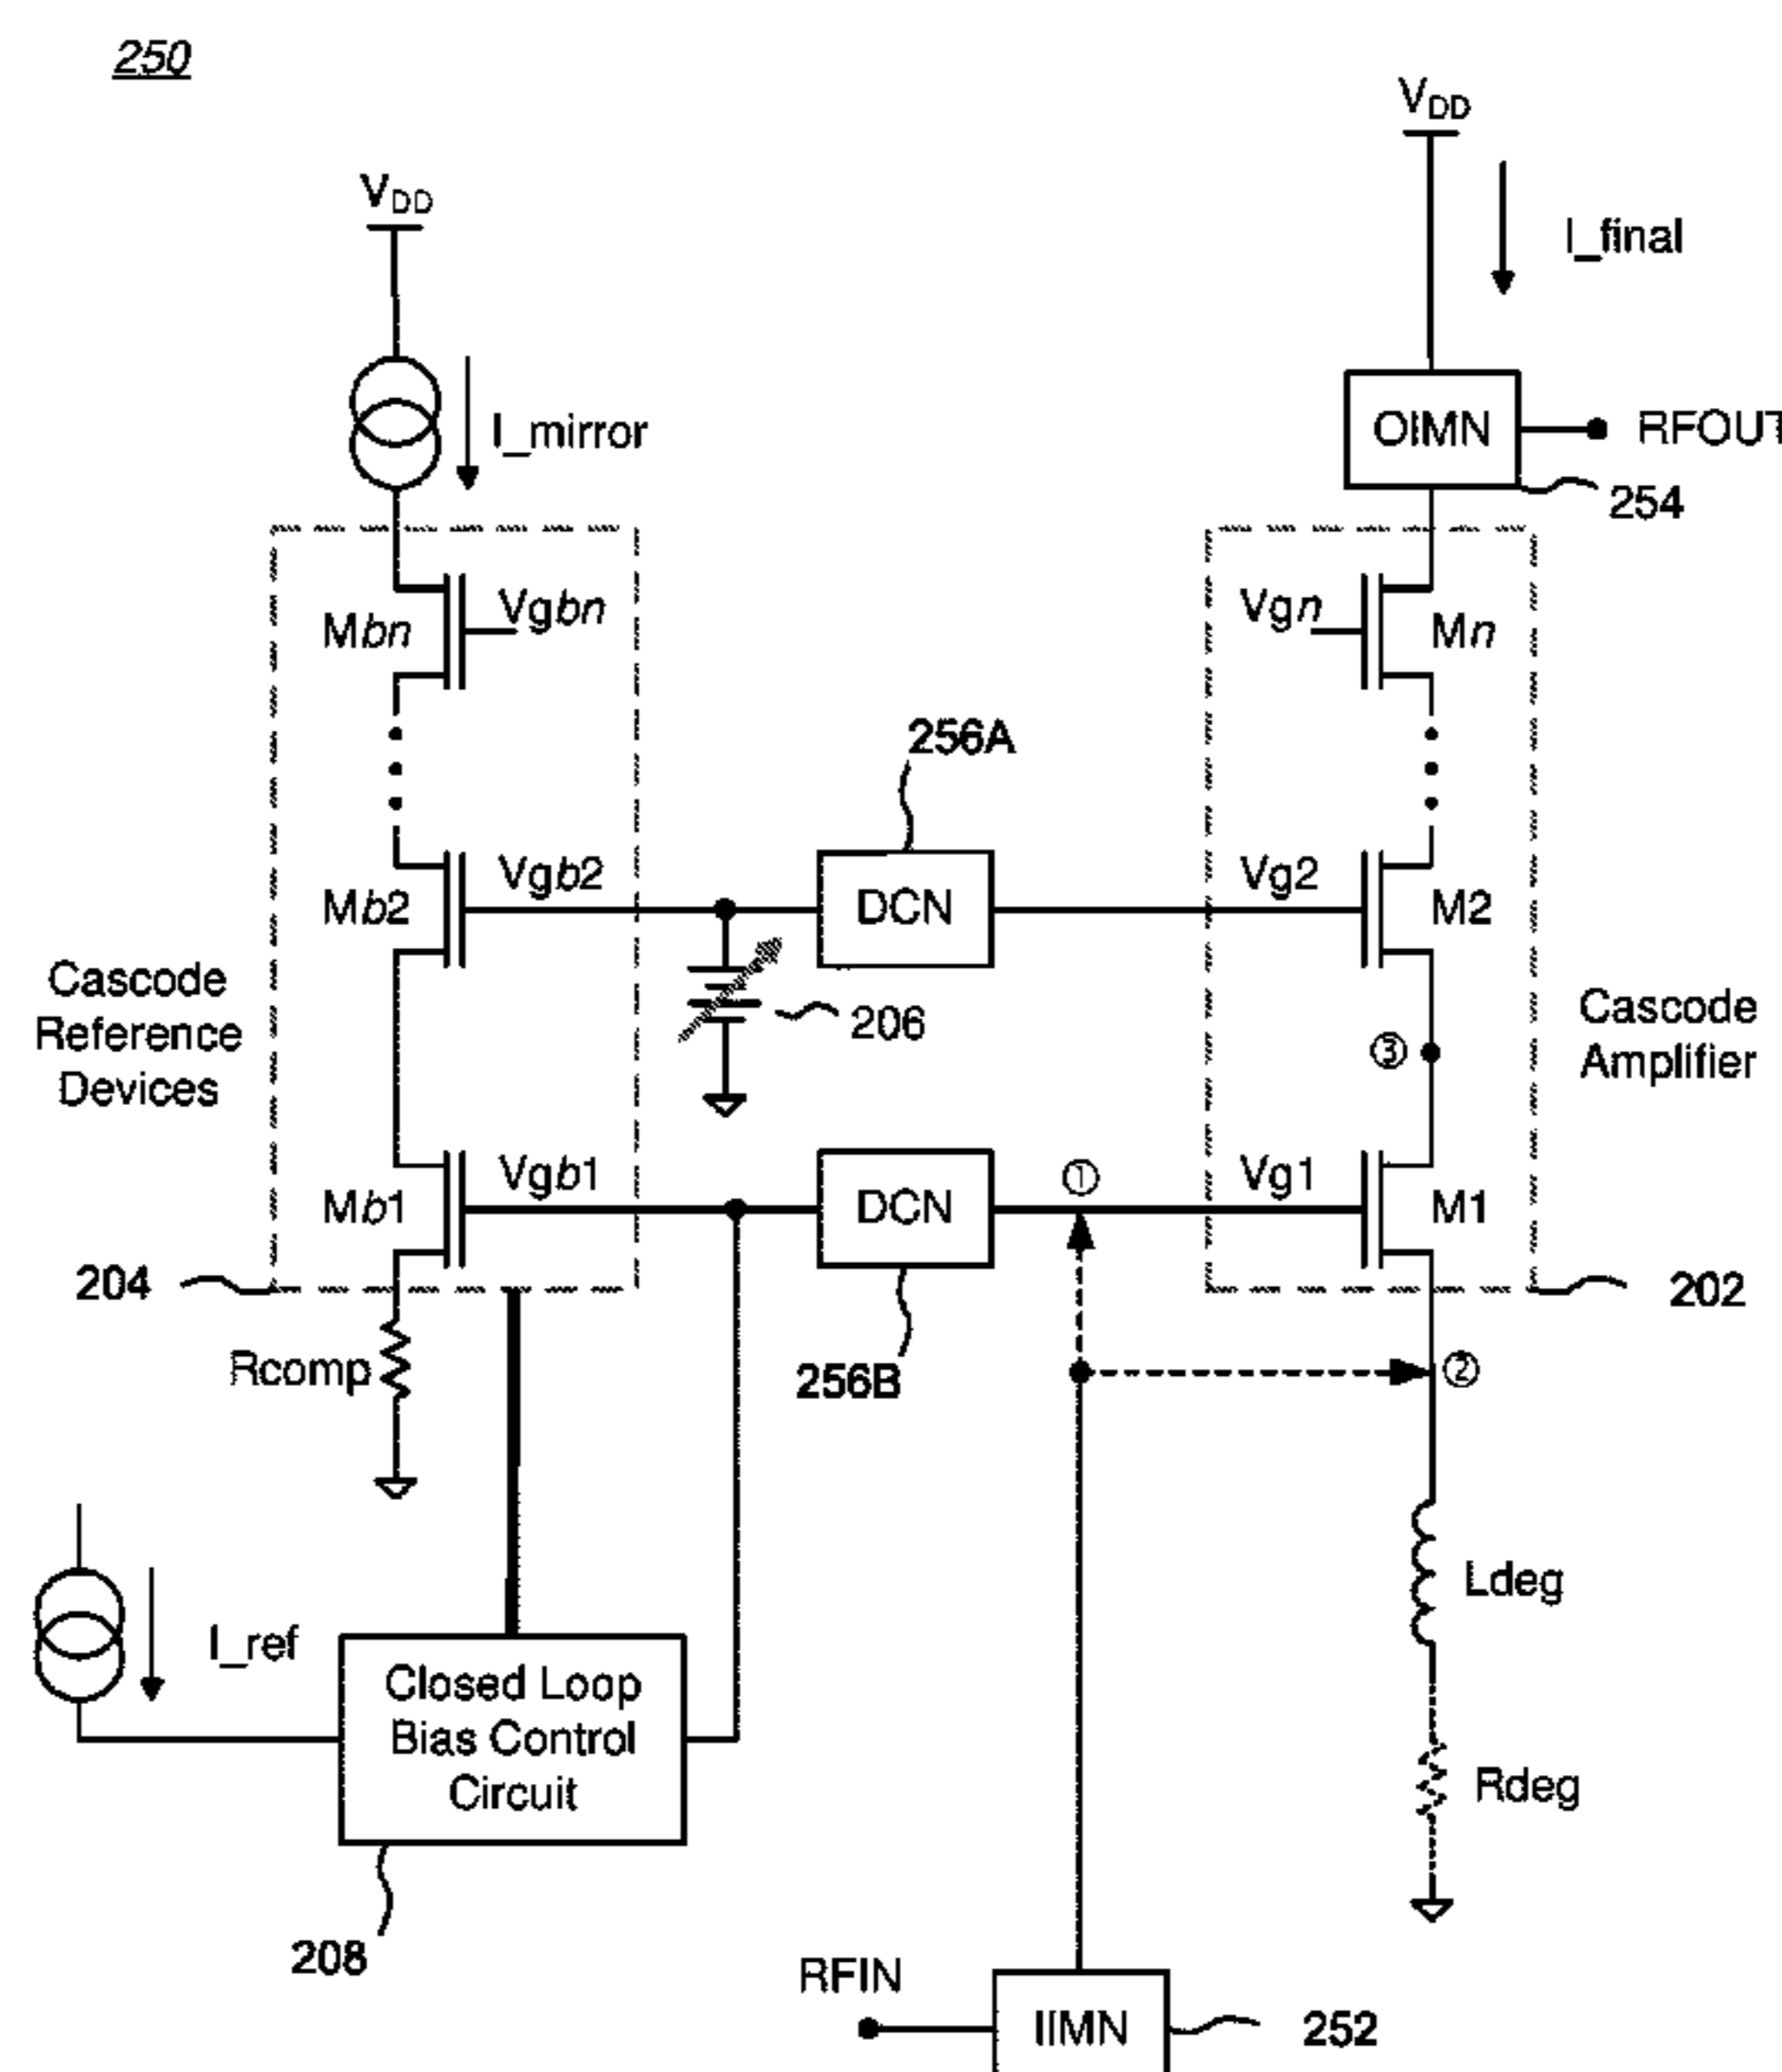 250
VDD
I_final
VDD
I_mirror
OIMN
RFOUT
254
Mbn
Vgbn
Vgn
Mn
256A
Mb2
Vgb2
DCN
Vg2
M2
Cascode
Reference
Devices
206
③
Cascode
Amplifier
Mb1
Vgb1
DCN
①
Vg1
M1
204
202
Rcomp
256B
②
I_ref
Closed Loop
Bias Control
Circuit
Ldeg
Rdeg
208
RFIN
IIMN
252